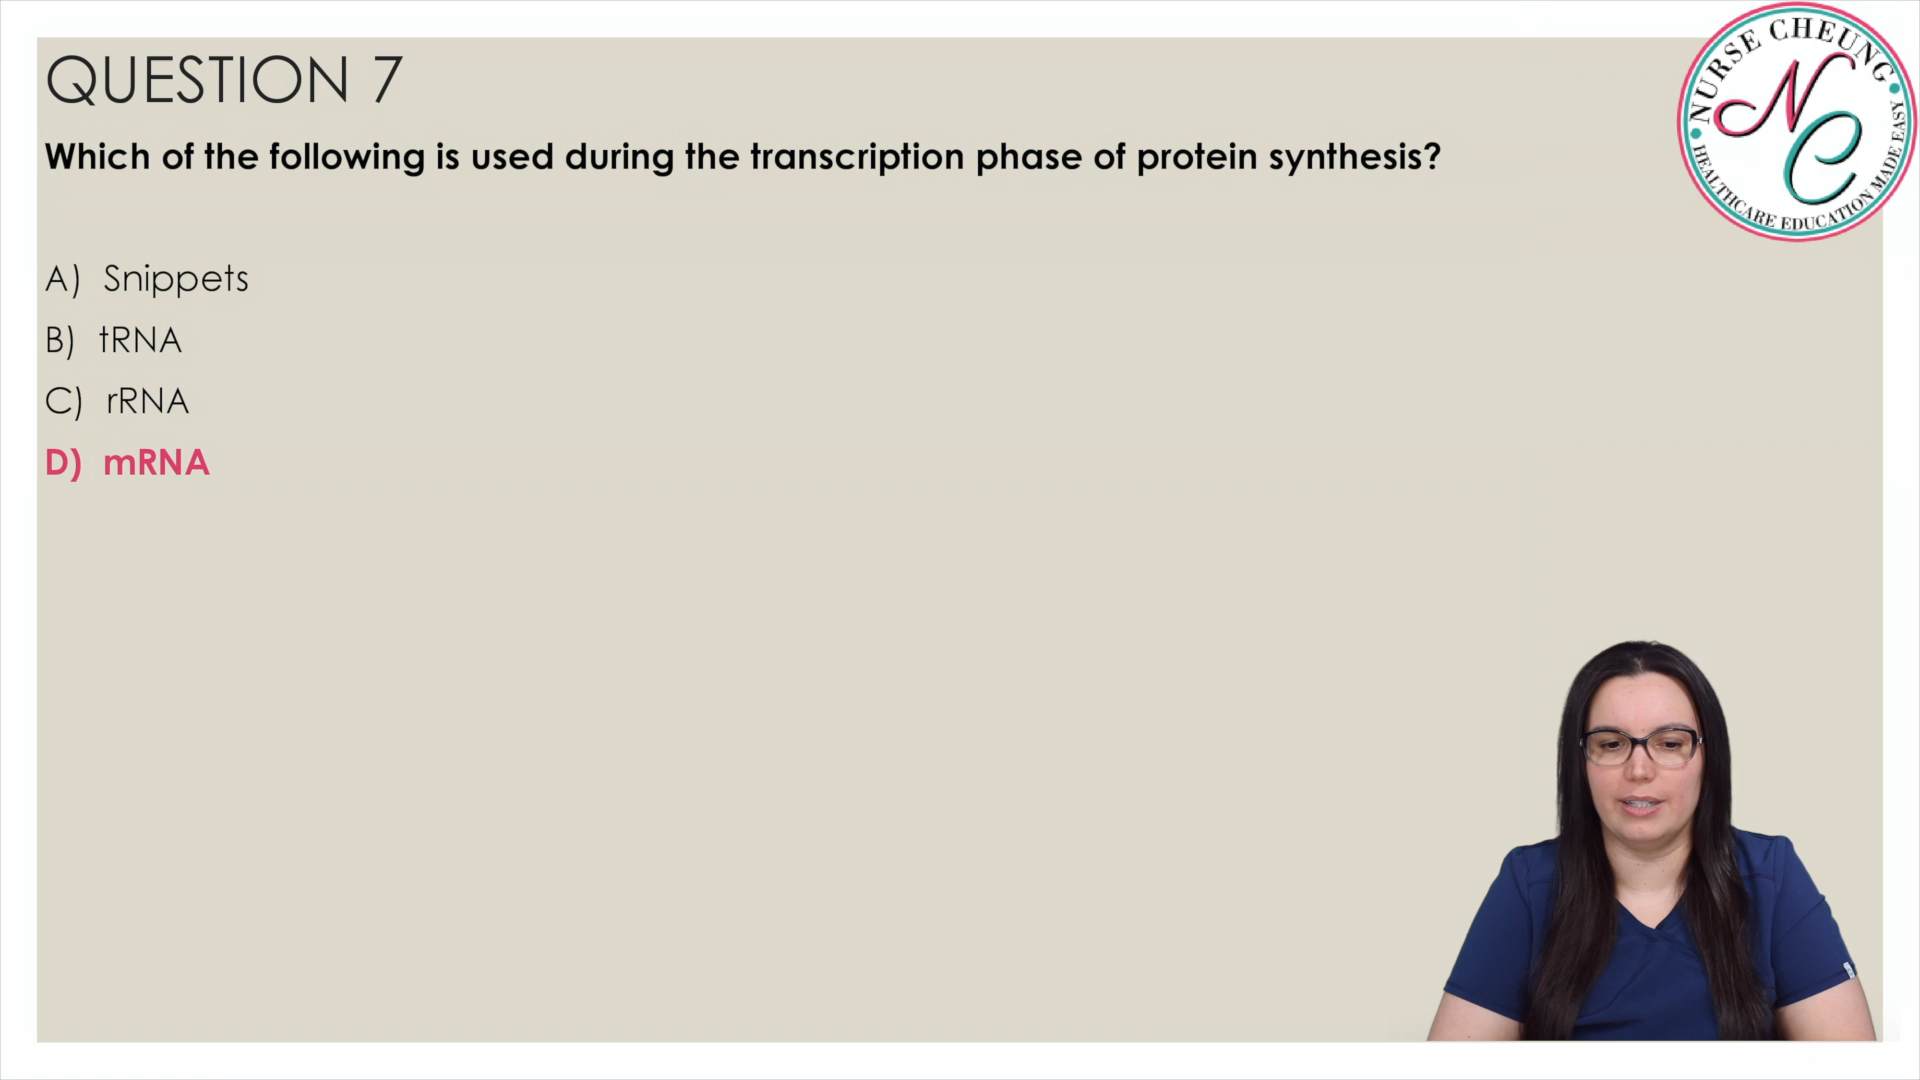 QUESTION 7
Which of the following is used during the transcription phase of protein synthesis?
A) Snippets
B) tRNA
C) rRNA
D) mRNA
NURSE CHEUNG
NC
HEALTHCARE EDUCATION MADE EASY